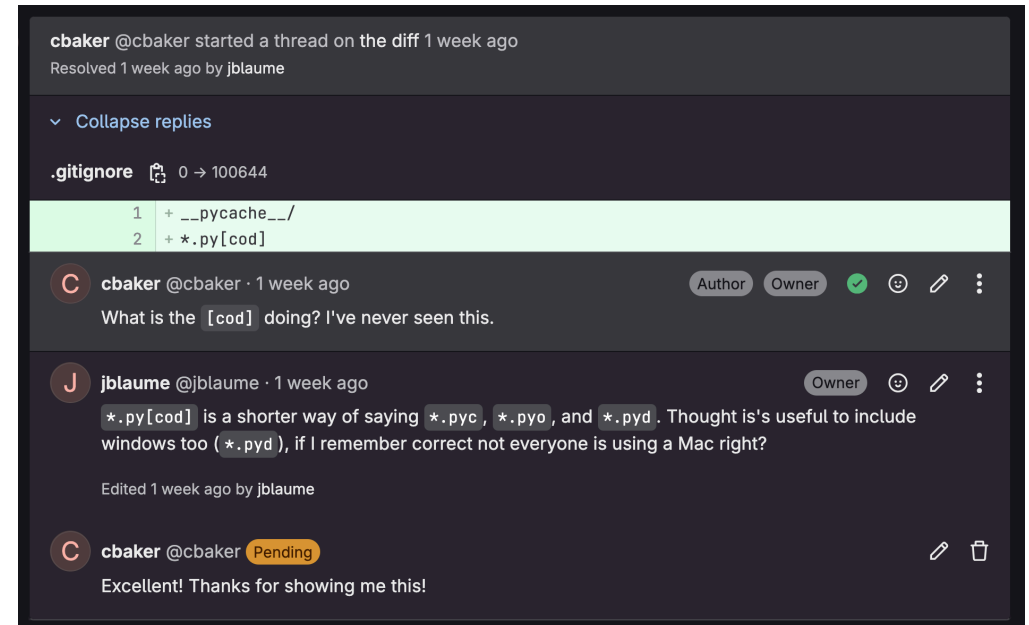 cbaker @cbaker started a thread on the diff 1 week ago
Resolved 1 week ago by jblaume
Collapse replies
.gitignore 0 → 100644
1 + __pycache__/
2 + *.py[cod]
C cbaker @cbaker · 1 week ago Author Owner
What is the [cod] doing? I've never seen this.
J jblaume @jblaume · 1 week ago Owner
*.py[cod] is a shorter way of saying *.pyc, *.pyo, and *.pyd. Thought is's useful to include
windows too (*.pyd), if I remember correct not everyone is using a Mac right?
Edited 1 week ago by jblaume
C cbaker @cbaker Pending
Excellent! Thanks for showing me this!